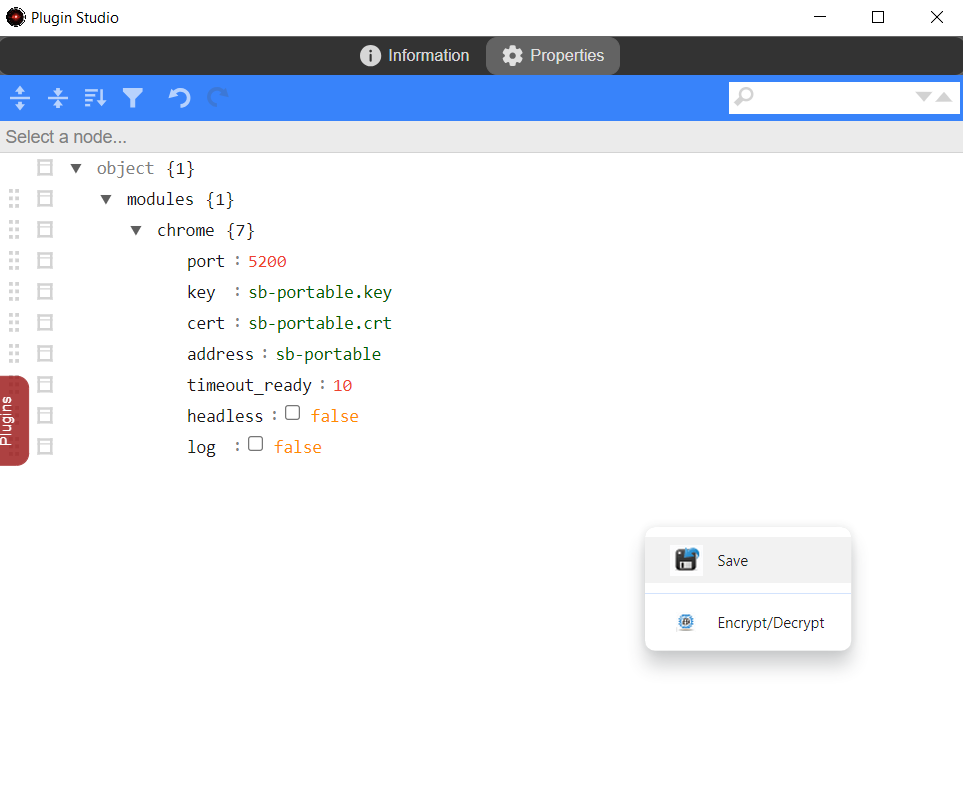 Plugin Studio
Information Properties
Select a node...
object {1}
modules {1}
chrome {7}
port : 5200
key : sb-portable.key
cert : sb-portable.crt
address : sb-portable
timeout_ready : 10
headless : false
log : false
Plugins
Save
Encrypt/Decrypt